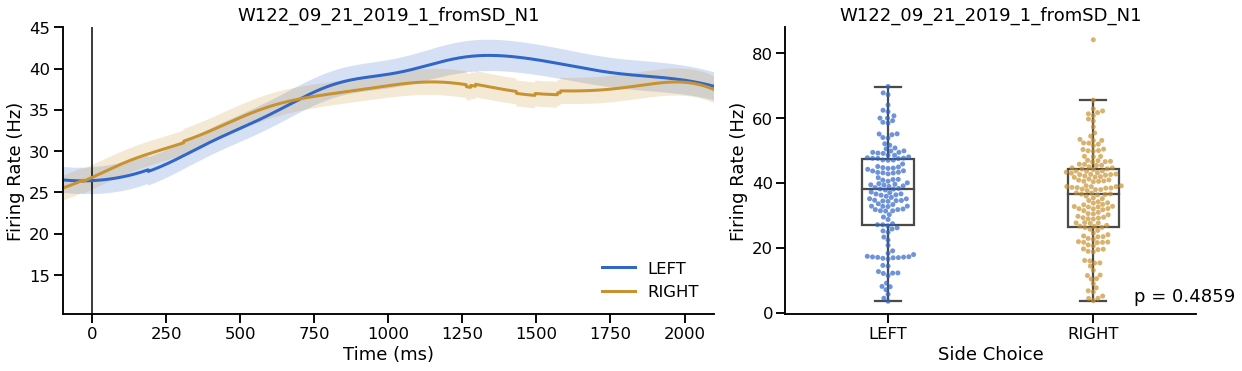 W122_09_21_2019_1_fromSD_N1
Firing Rate (Hz)
45
40
35
30
25
20
15
0
250
500
750
1000
1250
1500
1750
2000
Time (ms)
LEFT
RIGHT
W122_09_21_2019_1_fromSD_N1
Firing Rate (Hz)
80
60
40
20
0
p = 0.4859
LEFT
RIGHT
Side Choice